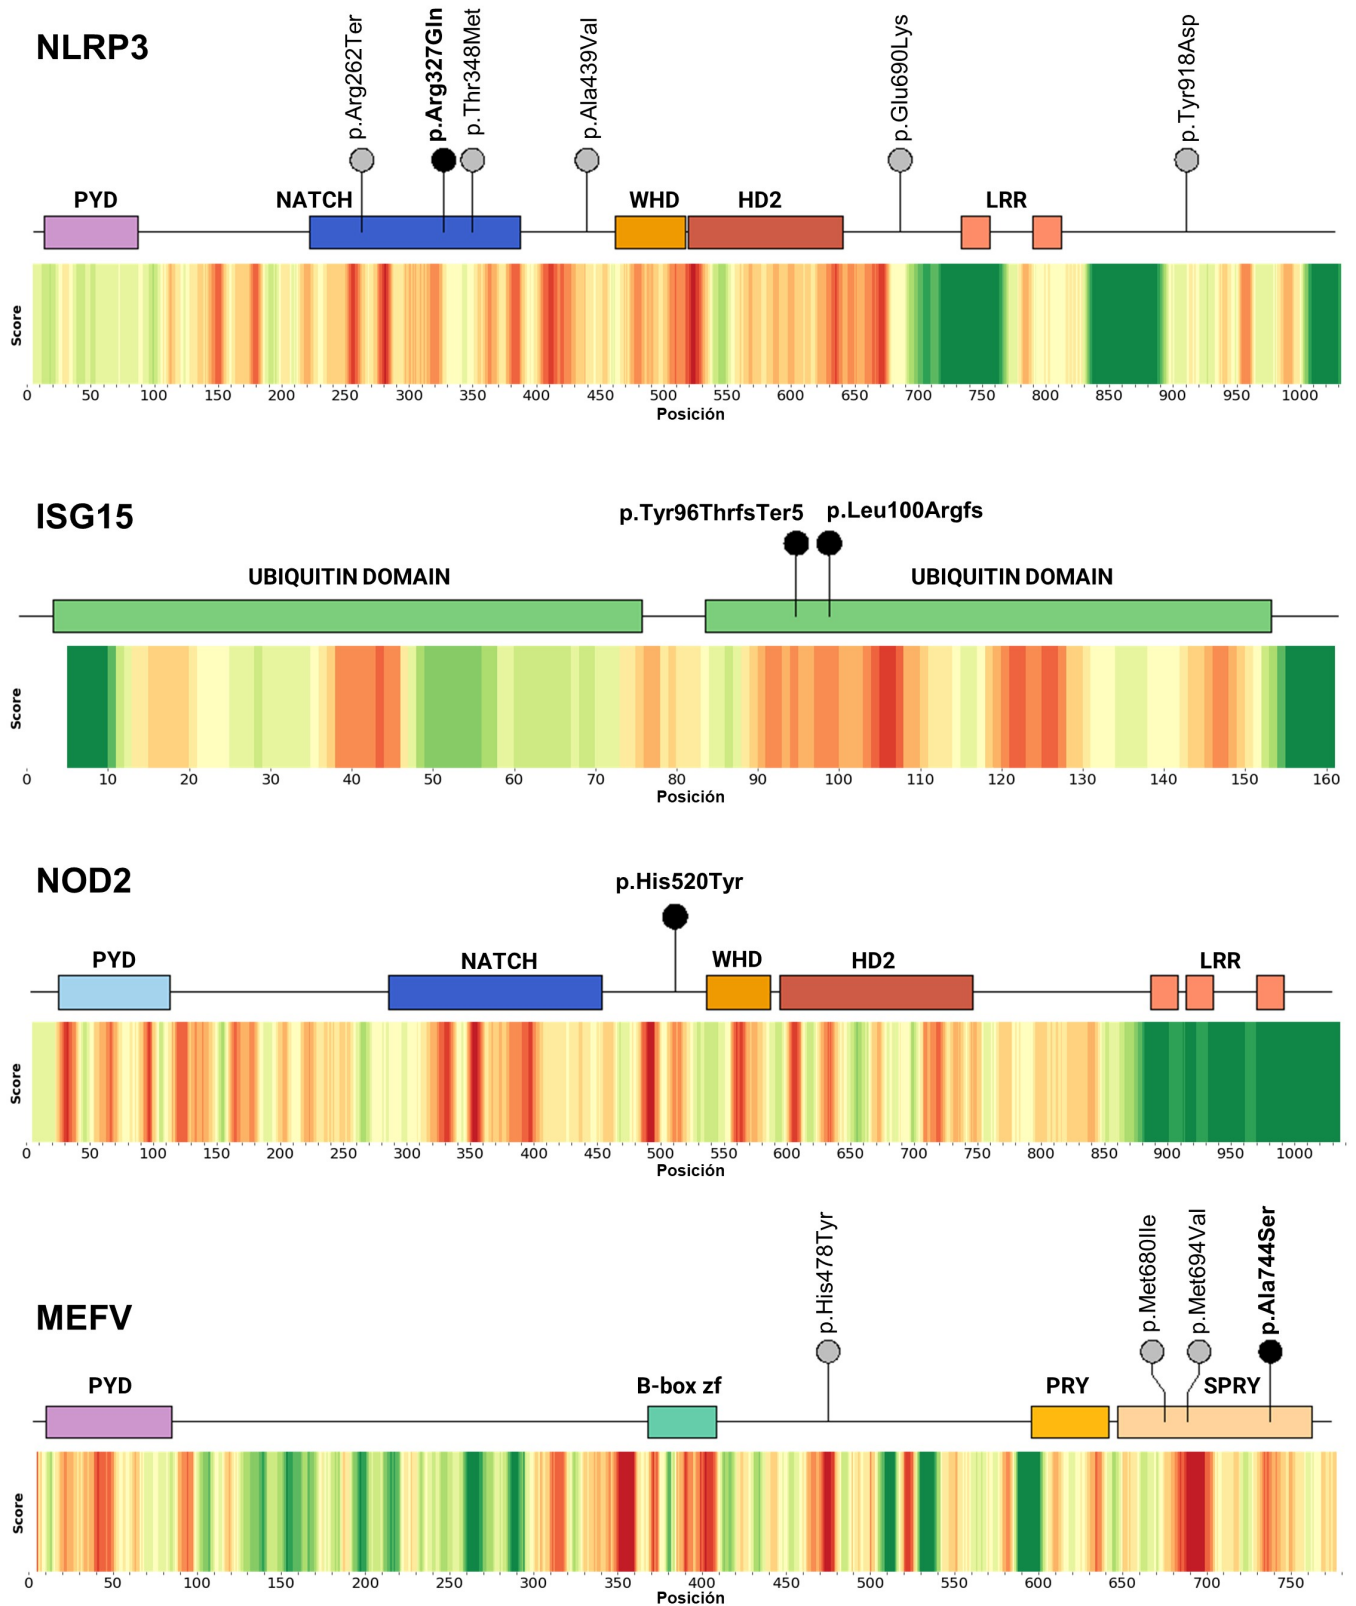 NLRP3
p.Arg262Ter
p.Arg327Gln
p.Thr348Met
p.Ala439Val
p.Glu690Lys
p.Tyr918Asp
PYD NATCH WHD HD2 LRR
Score
0 50 100 150 200 250 300 350 400 450 500 550 600 650 700 750 800 850 900 950 1000
Posición
ISG15
p.Tyr96ThrfsTer5 p.Leu100Argfs
UBIQUITIN DOMAIN UBIQUITIN DOMAIN
Score
0 10 20 30 40 50 60 70 80 90 100 110 120 130 140 150 160
Posición
NOD2
p.His520Tyr
PYD NATCH WHD HD2 LRR
Score
0 50 100 150 200 250 300 350 400 450 500 550 600 650 700 750 800 850 900 950 1000
Posición
MEFV
p.His478Tyr
p.Met680Ile
p.Met694Val
p.Ala744Ser
PYD B-box zf PRY SPRY
Score
0 50 100 150 200 250 300 350 400 450 500 550 600 650 700 750
Posición